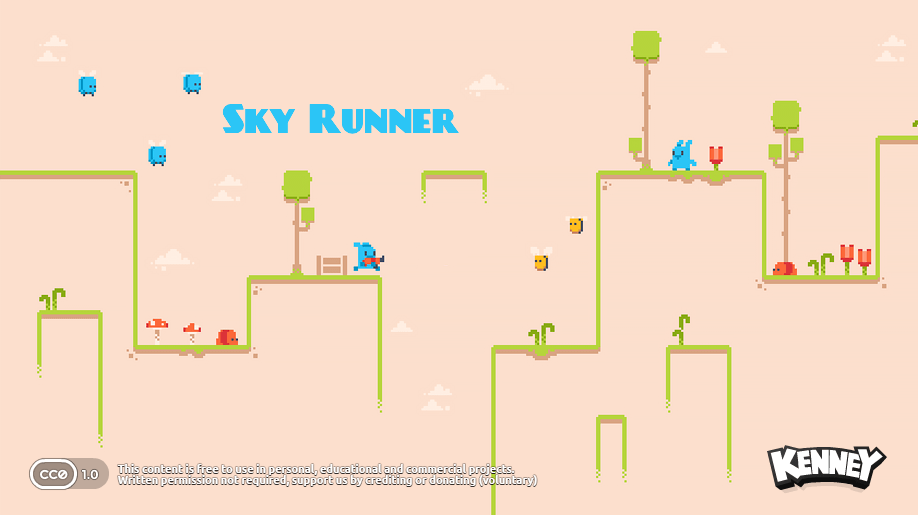 Sky Runner
CC0 1.0
This content is free to use in personal, educational and commercial projects.
Written permission not required, support us by crediting or donating (voluntary)
KENNEY